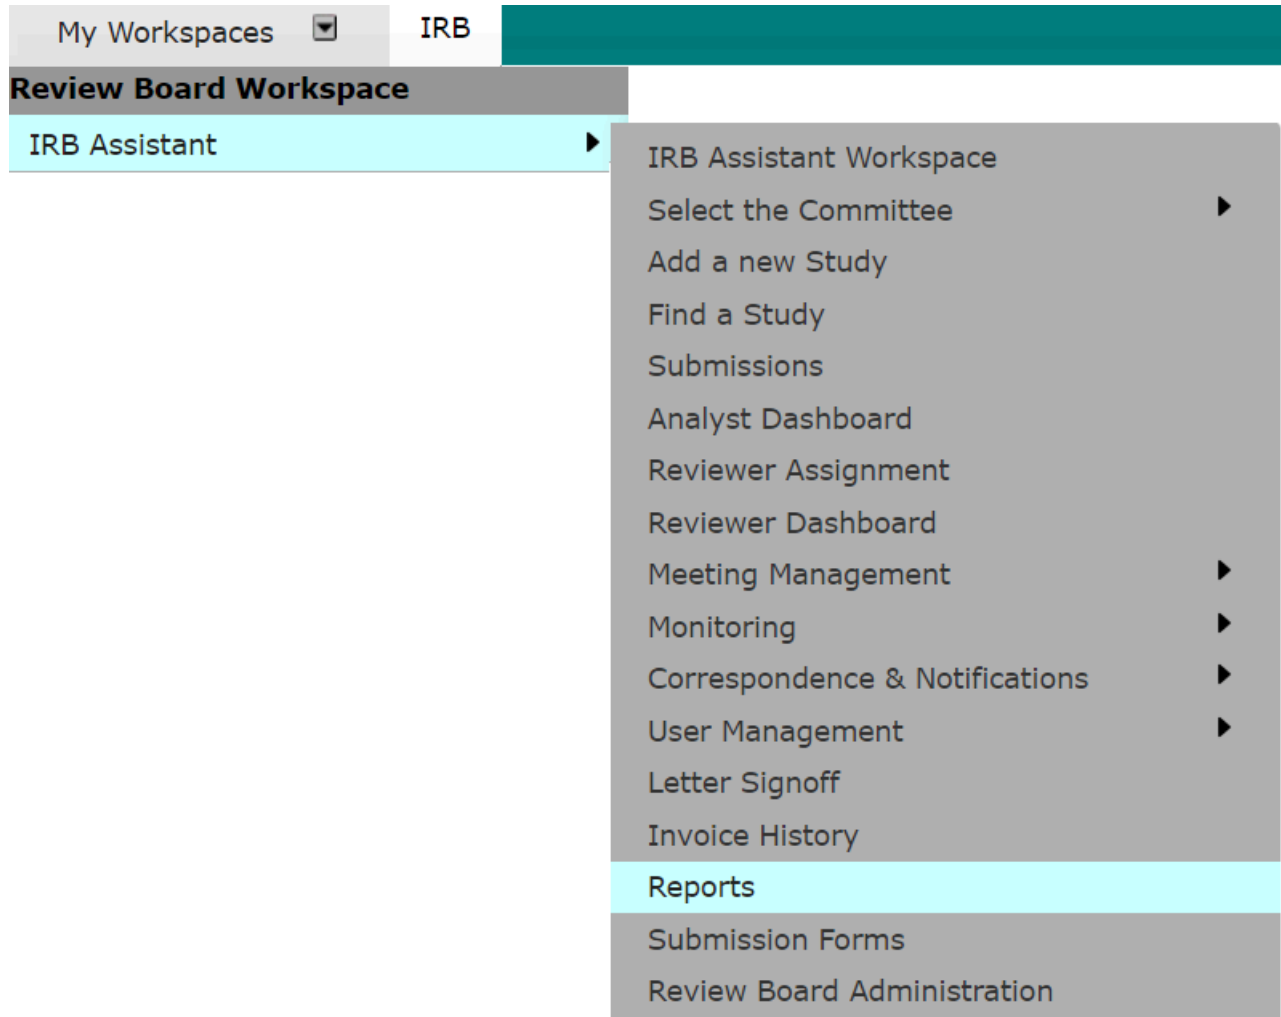 My Workspaces IRB
Review Board Workspace
IRB Assistant
IRB Assistant Workspace
Select the Committee
Add a new Study
Find a Study
Submissions
Analyst Dashboard
Reviewer Assignment
Reviewer Dashboard
Meeting Management
Monitoring
Correspondence & Notifications
User Management
Letter Signoff
Invoice History
Reports
Submission Forms
Review Board Administration